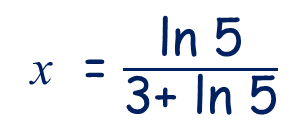 x = ln 5 / 3+ ln 5